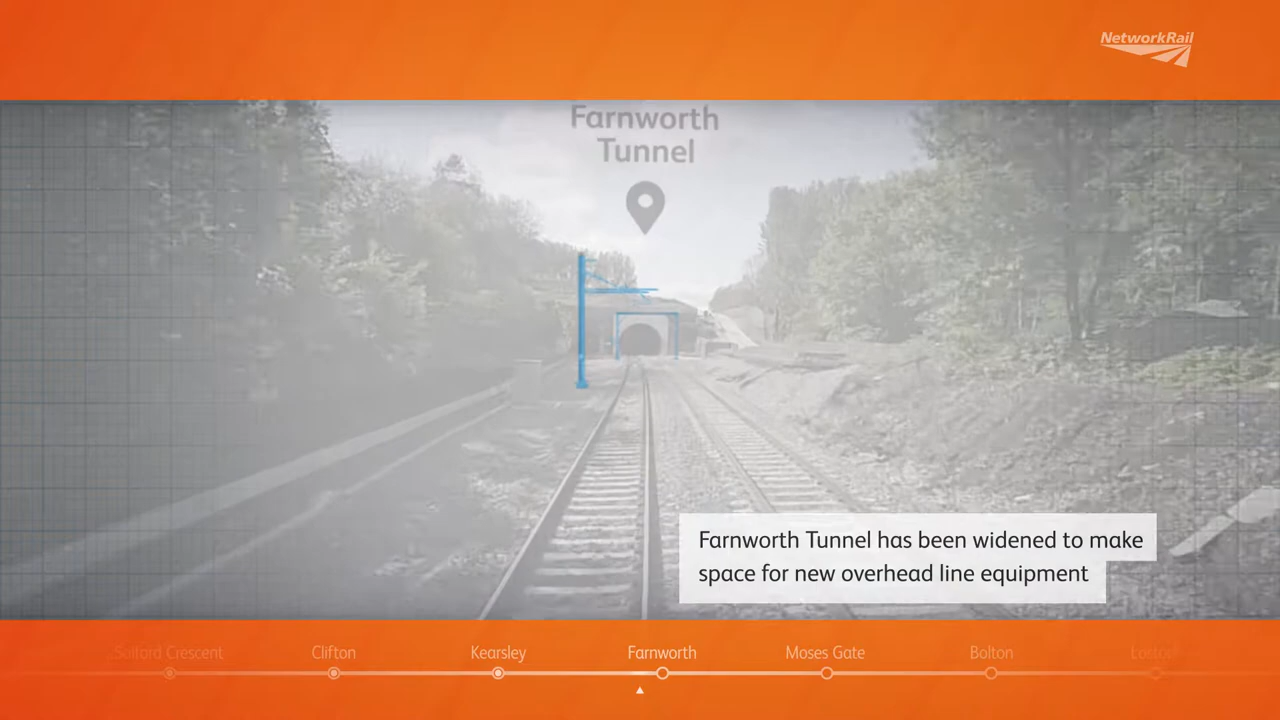 NetworkRail
Farnworth
Tunnel
Farnworth Tunnel has been widened to make
space for new overhead line equipment
Crescent Clifton Kearsley Farnworth Moses Gate Bolton Lostock